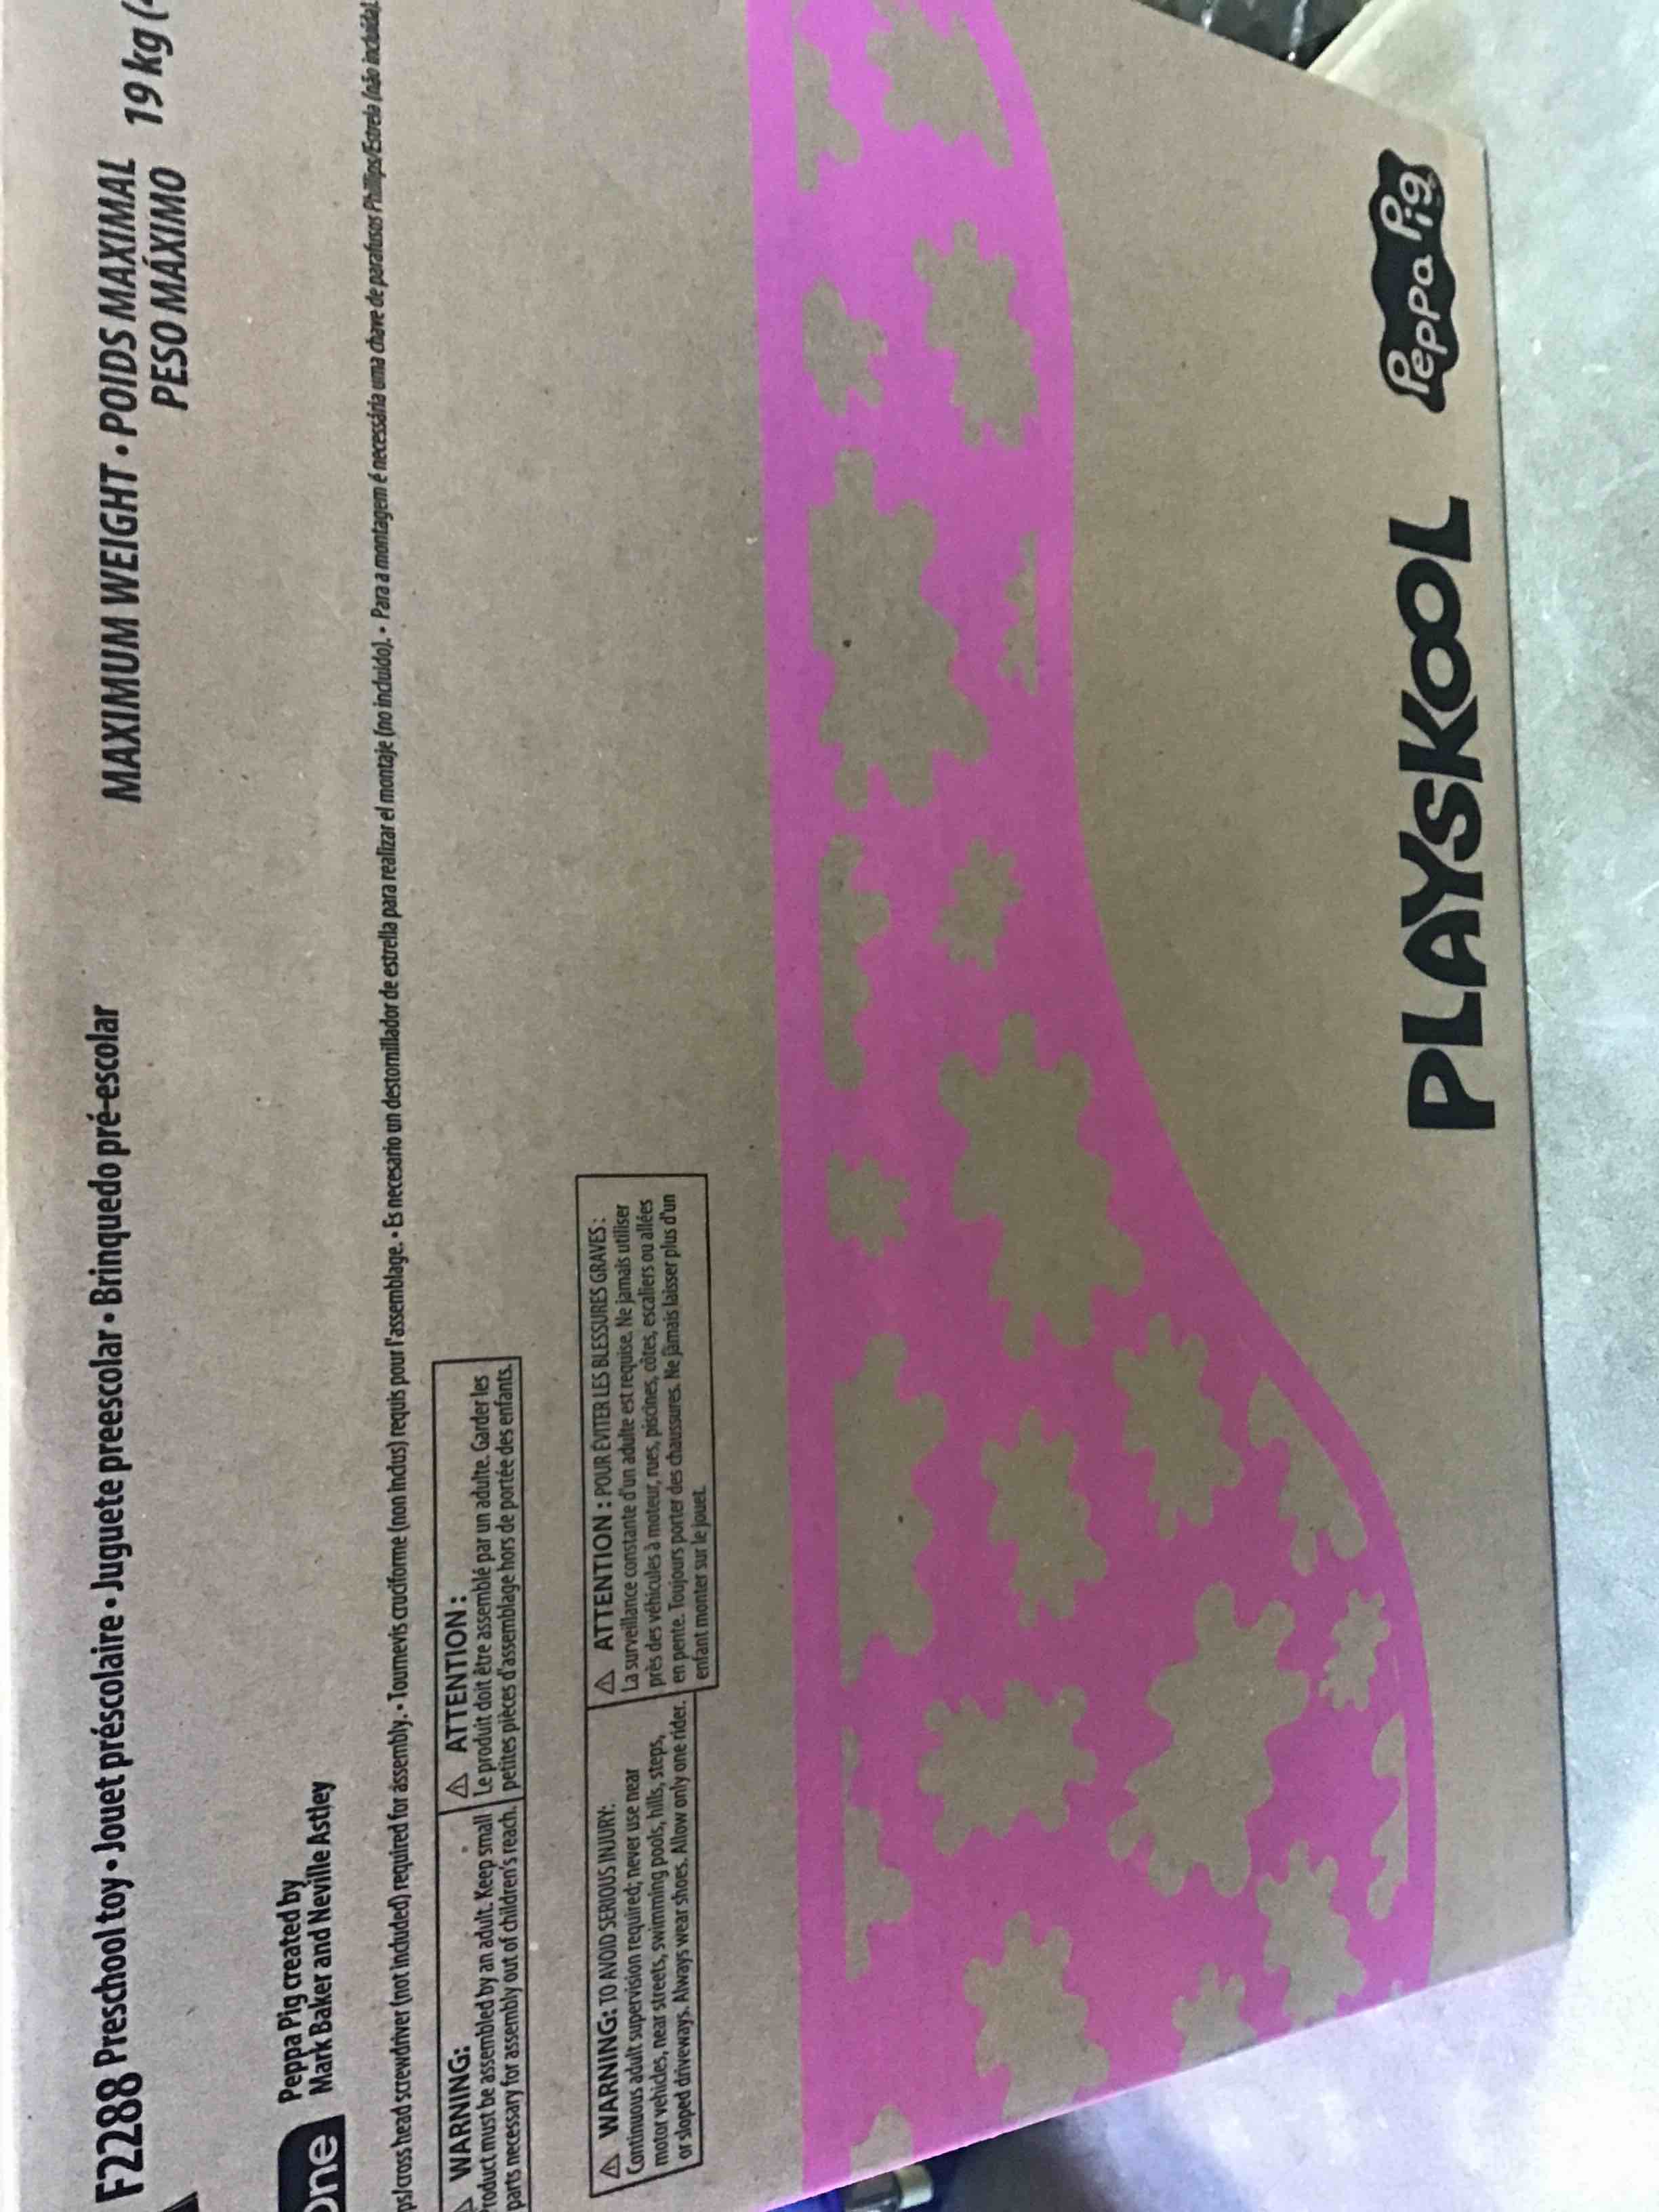 F2288 Preschool toy • Jouet préscolaire • Juguete preescolar • Brinquedo pré-escolar
MAXIMUM WEIGHT • POIDS MAXIMAL
PESO MÁXIMO
19 kg
one
Peppa Pig created by
Mark Baker and Neville Astley
cross head screwdriver (not included) required for assembly. • Tournevis cruciforme (non inclus) requis pour l'assemblage. • Es necesario un destornillador de estrella para realizar el montaje (no incluido). • Para a montagem é necessária uma chave de parafusos Phillips/Estrela (não incluída).
WARNING:
Product must be assembled by an adult. Keep small
parts necessary for assembly out of children's reach.
⚠ ATTENTION :
Le produit doit être assemblé par un adulte. Garder les
petites pièces d'assemblage hors de portée des enfants.
⚠ WARNING: TO AVOID SERIOUS INJURY:
Continuous adult supervision required; never use near
motor vehicles, near streets, swimming pools, hills, steps,
or sloped driveways. Always wear shoes. Allow only one rider.
⚠ ATTENTION : POUR ÉVITER LES BLESSURES GRAVES :
La surveillance constante d'un adulte est requise. Ne jamais utiliser
près des véhicules à moteur, rues, piscines, côtes, escaliers ou allées
en pente. Toujours porter des chaussures. Ne jamais laisser plus d'un
enfant monter sur le jouet.
PLAYSKOOL
Peppa Pig